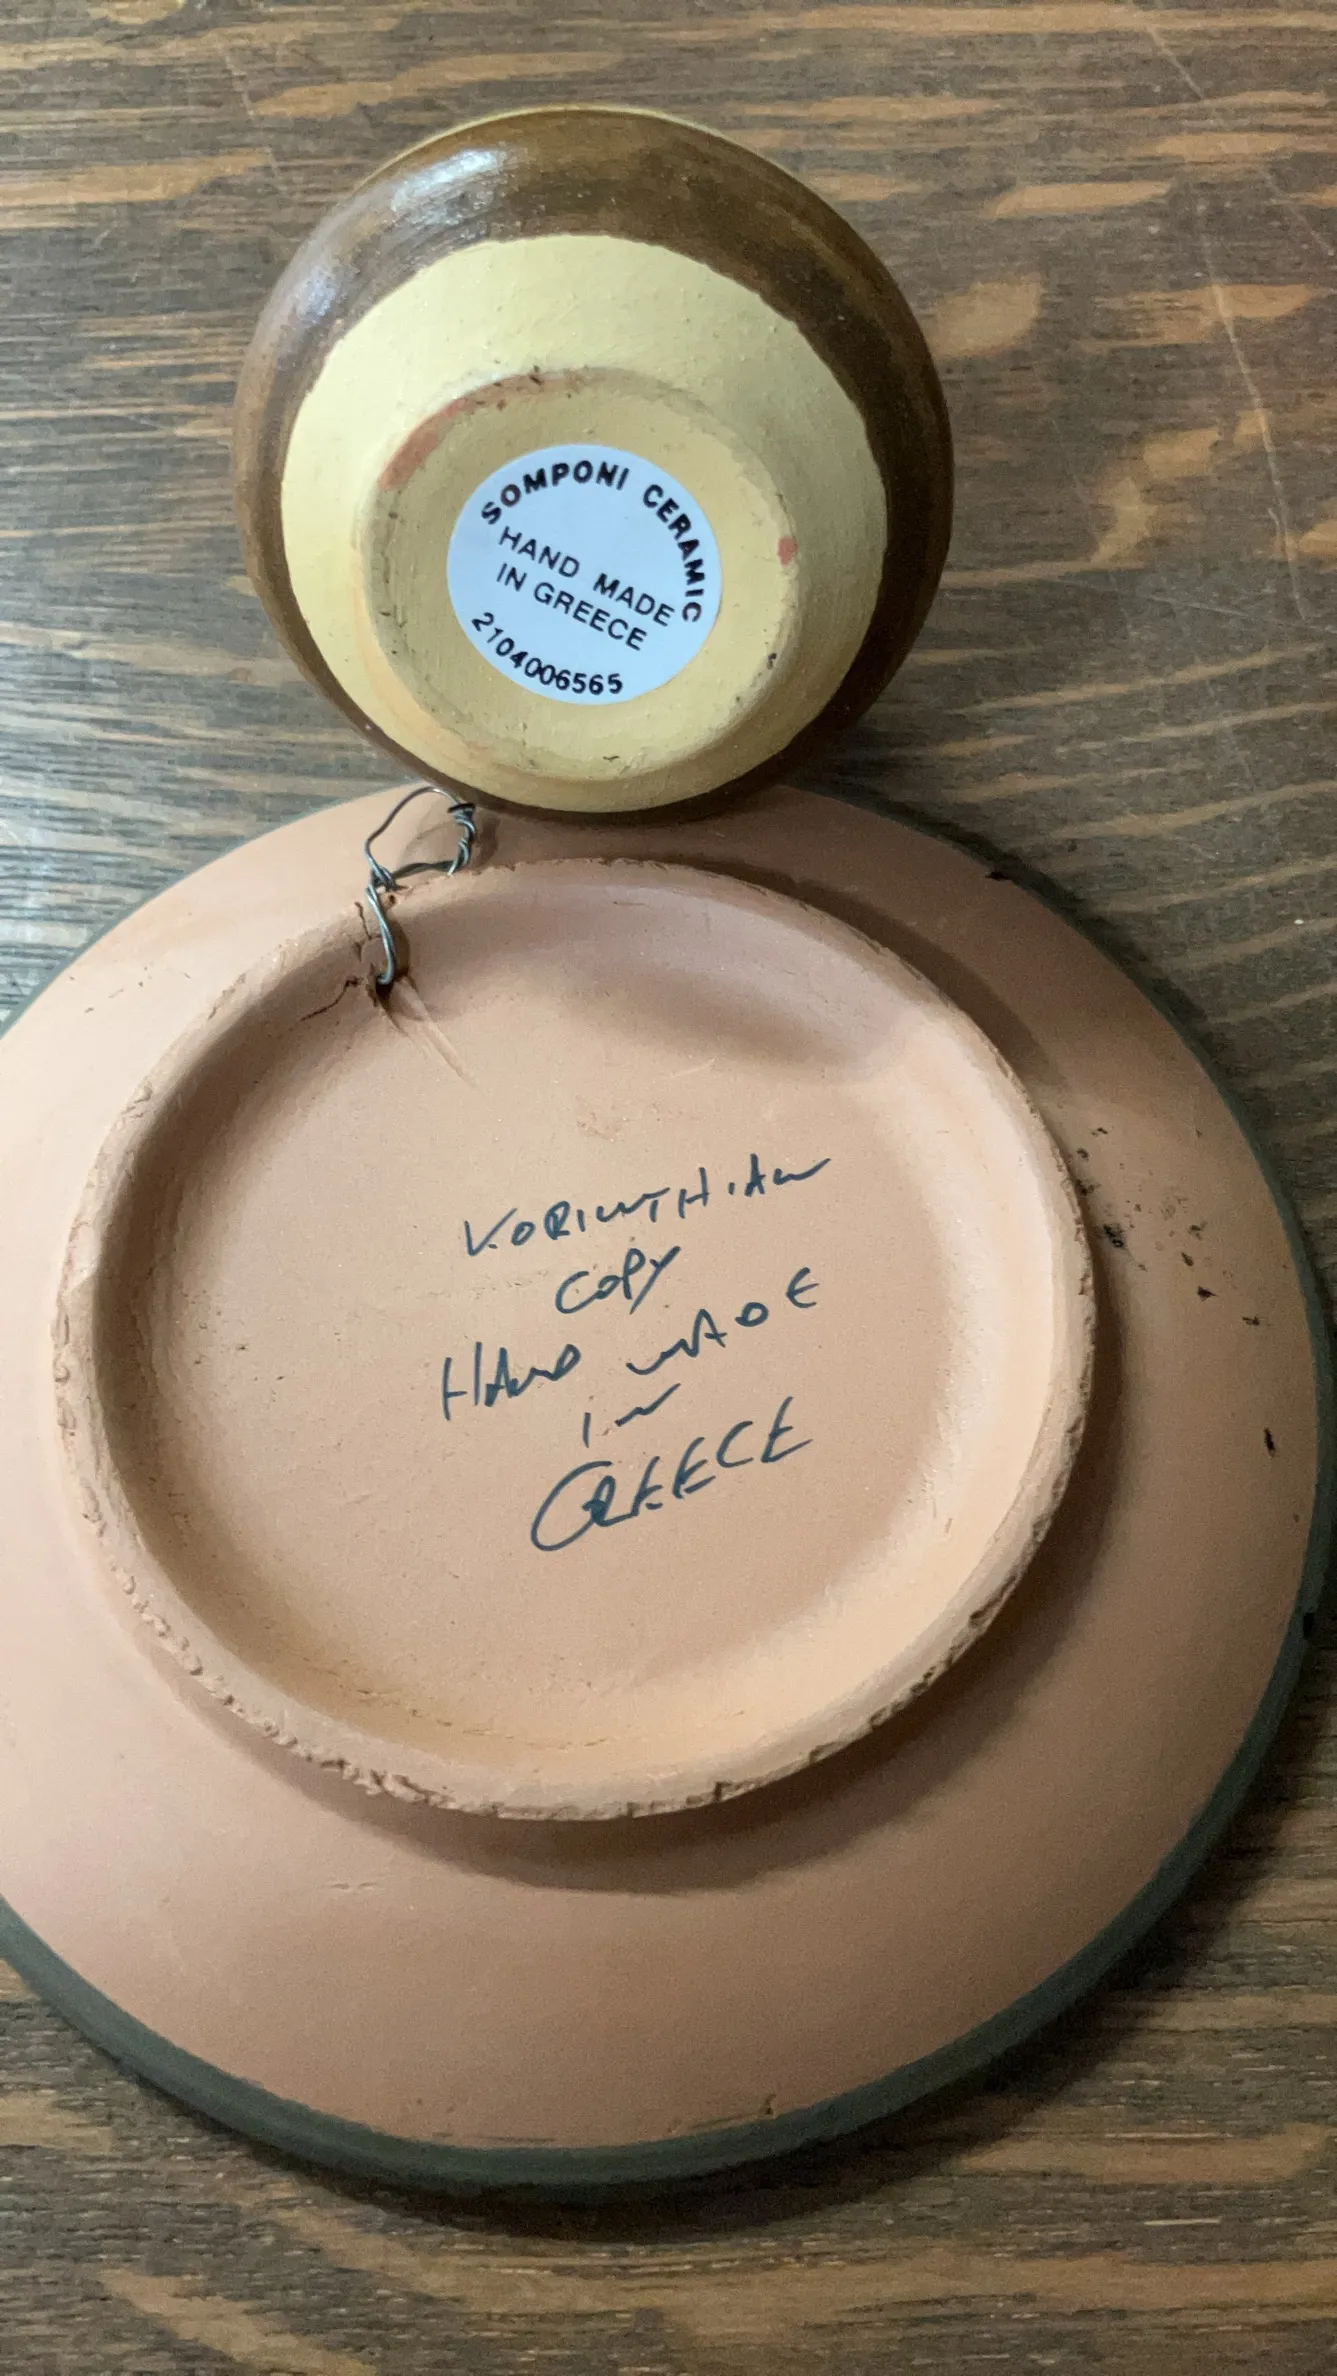 SOMPONI CERAMIC
HAND MADE
IN GREECE
2104006565
KORINTHIAN
COPY
HAND MADE
IN
GREECE